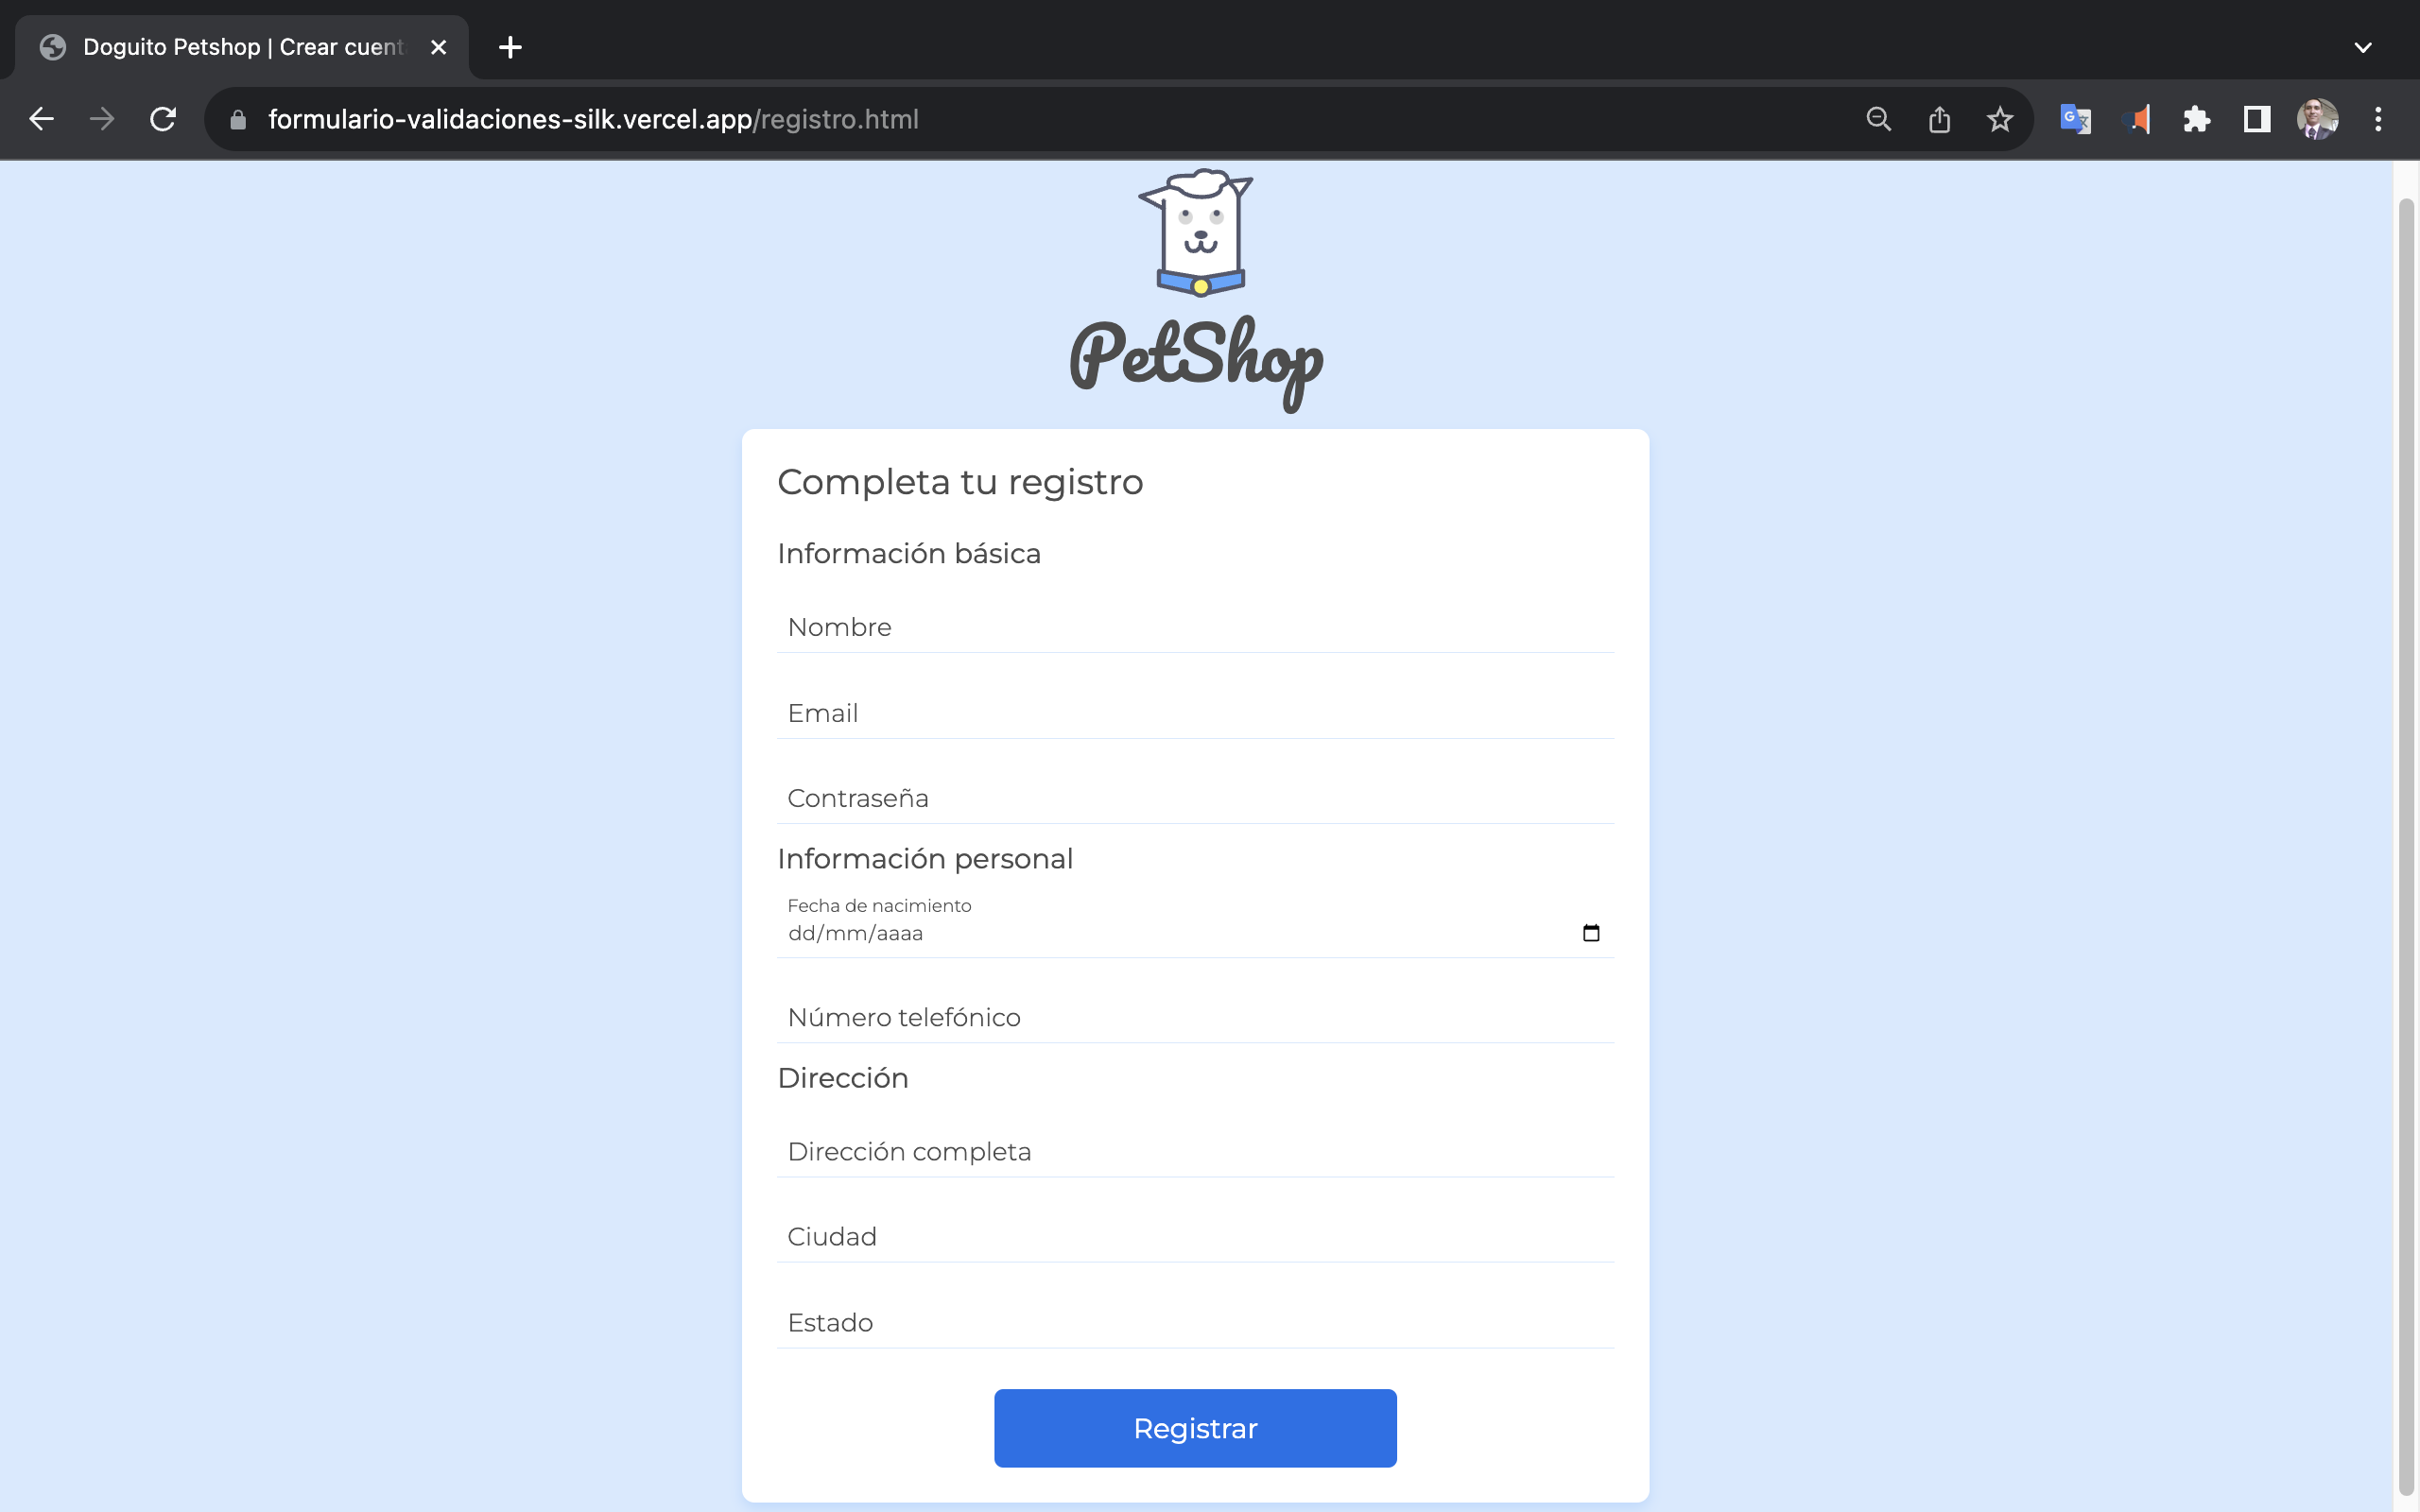 Doguito Petshop | Crear cuent
formulario-validaciones-silk.vercel.app/registro.html
PetShop
Completa tu registro
Información básica
Nombre
Email
Contraseña
Información personal
Fecha de nacimiento
dd/mm/aaaa
Número telefónico
Dirección
Dirección completa
Ciudad
Estado
Registrar